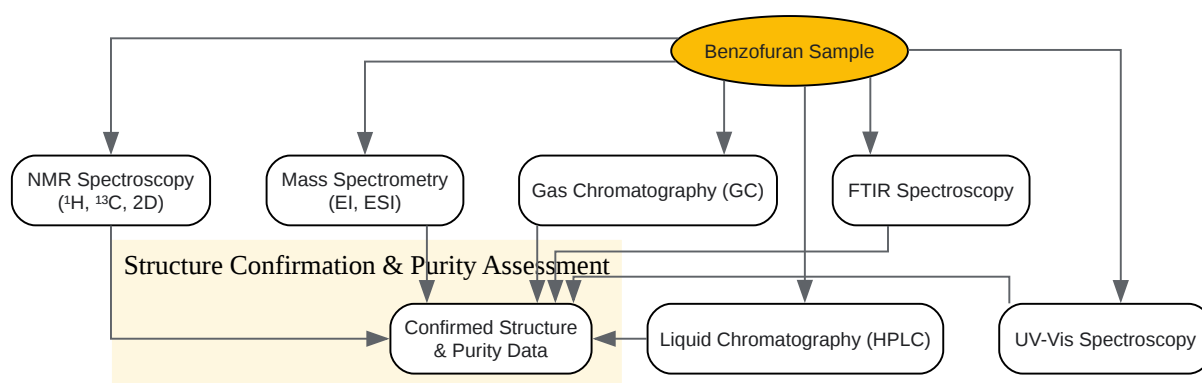 Benzofuran Sample
NMR Spectroscopy
(¹H, ¹³C, 2D)
Mass Spectrometry
(EI, ESI)
Gas Chromatography (GC)
FTIR Spectroscopy
Structure Confirmation & Purity Assessment
Confirmed Structure
& Purity Data
Liquid Chromatography (HPLC)
UV-Vis Spectroscopy